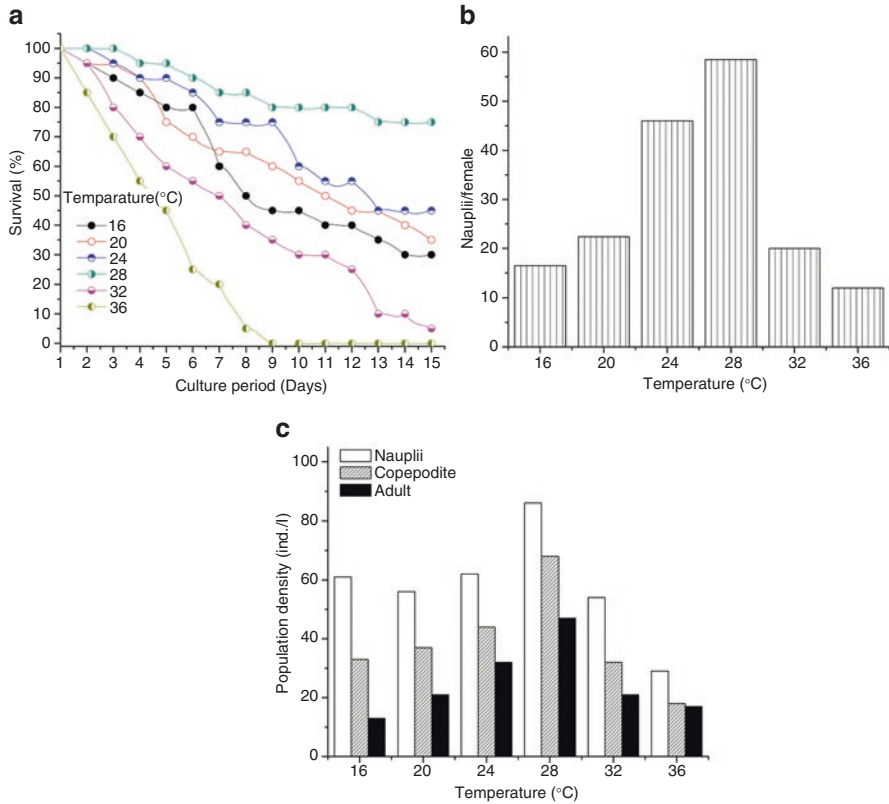 a
100
90
80
70
60
50
40
30
20
10
0
Survival (%)
Temparature(°C)
16
20
24
28
32
36
1 2 3 4 5 6 7 8 9 10 11 12 13 14 15
Culture period (Days)
b
60
50
40
30
20
10
0
Nauplii/female
16 20 24 28 32 36
Temperature (°C)
c
100
80
60
40
20
0
Population density (ind./l)
Nauplii
Copepodite
Adult
16 20 24 28 32 36
Temperature (°C)